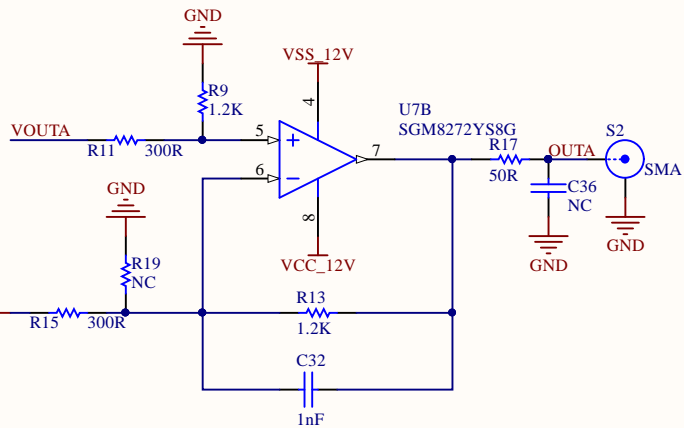 GND
VSS_12V
R9
1.2K
4
U7B
SGM8272YS8G
VOUTA
R11
300R
5
6
7
R17
50R
OUTA
S2
SMA
C36
NC
GND
GND
GND
8
VCC_12V
R19
NC
R15
300R
R13
1.2K
C32
1nF